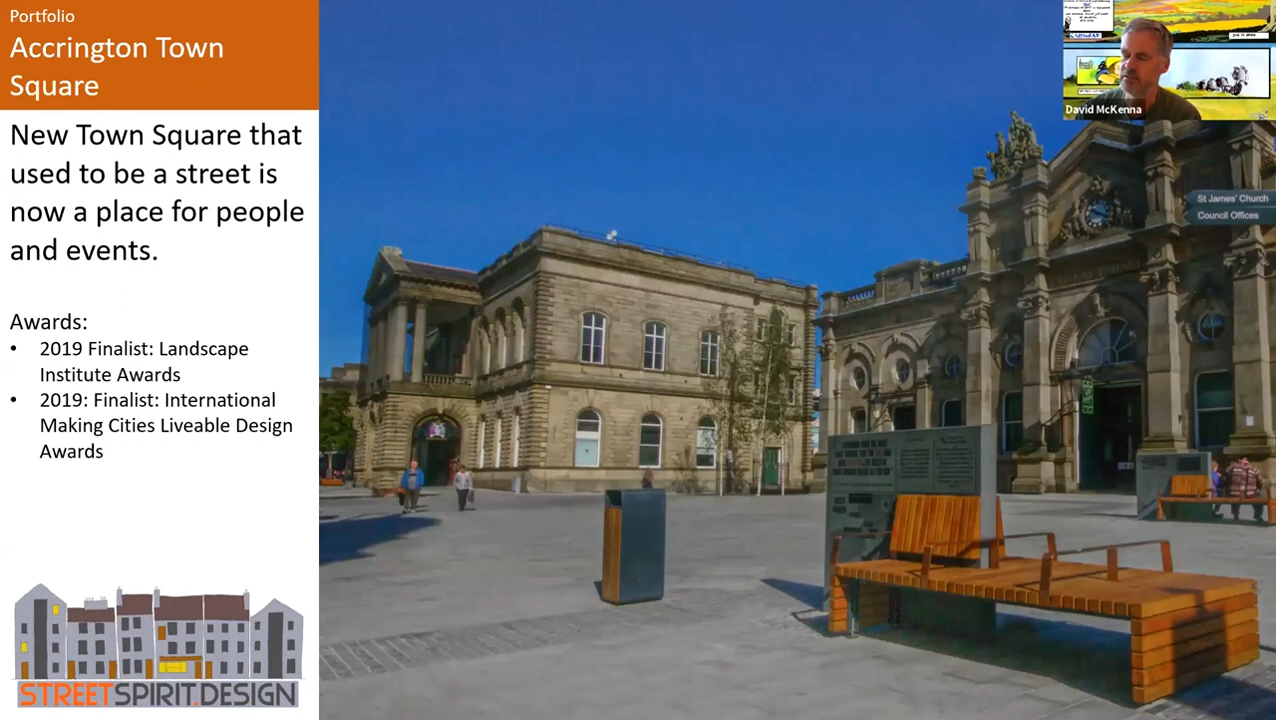 Portfolio
Accrington Town
Square
New Town Square that
used to be a street is
now a place for people
and events.
Awards:
• 2019 Finalist: Landscape
Institute Awards
• 2019: Finalist: International
Making Cities Liveable Design
Awards
STREETSPIRIT.DESIGN
David McKenna
St James' Church
Council Offices